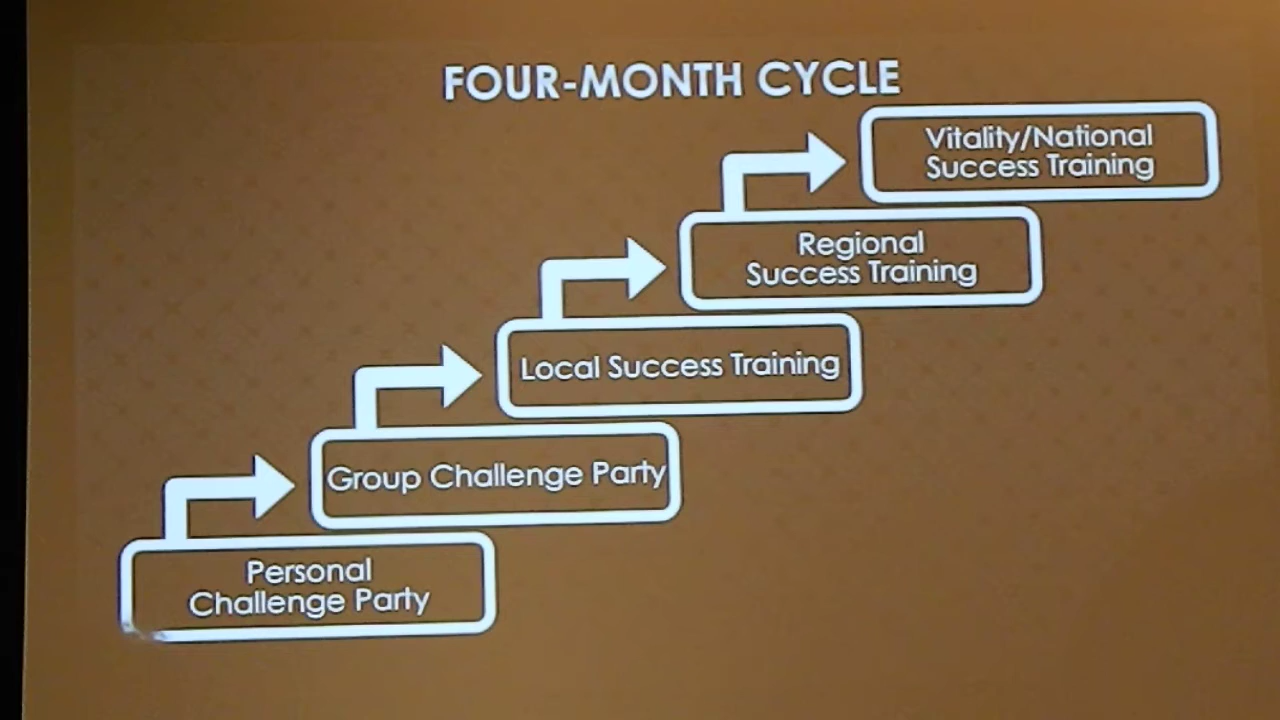 FOUR-MONTH CYCLE
Vitality/National
Success Training
Regional
Success Training
Local Success Training
Group Challenge Party
Personal
Challenge Party